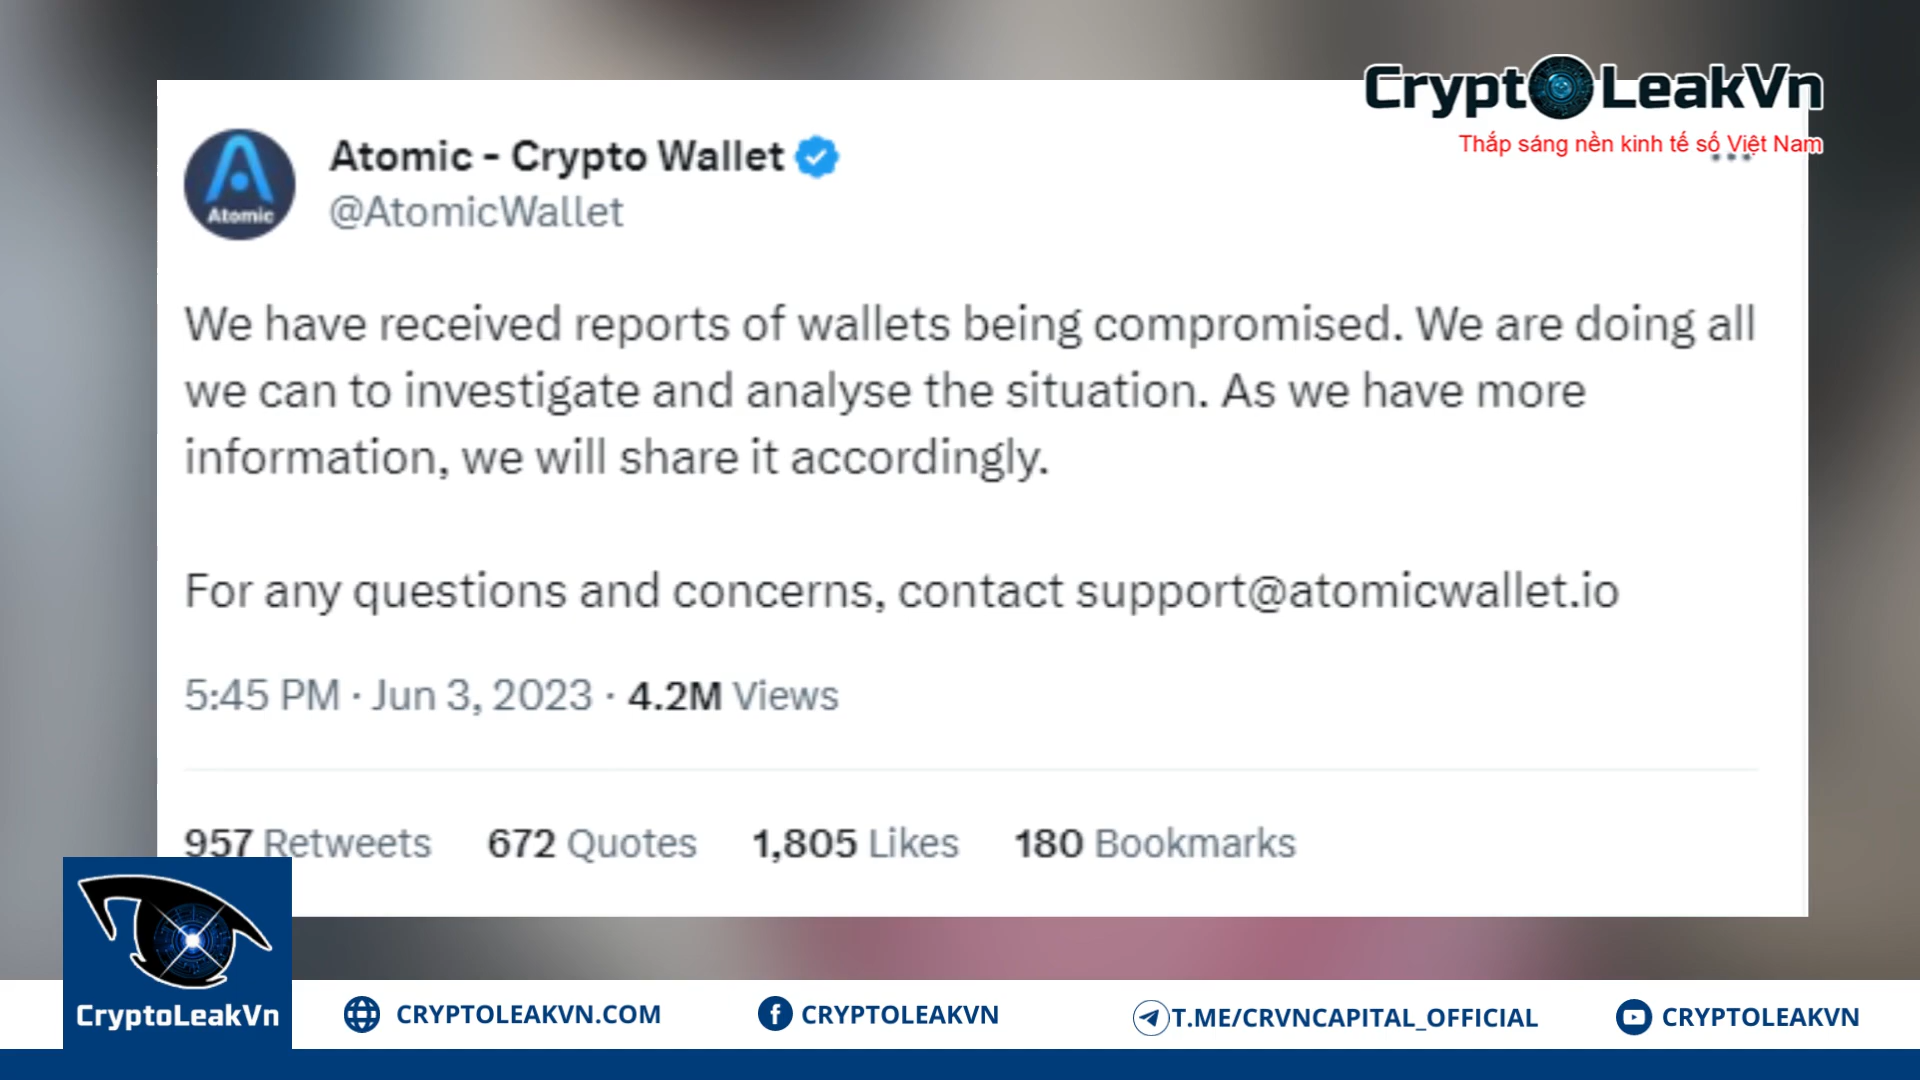 CryptoLeakVn
Thắp sáng nền kinh tế số Việt Nam
Atomic
Atomic - Crypto Wallet
@AtomicWallet
We have received reports of wallets being compromised. We are doing all
we can to investigate and analyse the situation. As we have more
information, we will share it accordingly.
For any questions and concerns, contact support@atomicwallet.io
5:45 PM · Jun 3, 2023 · 4.2M Views
957 Retweets 672 Quotes 1,805 Likes 180 Bookmarks
CryptoLeakVn
CRYPTOLEAKVN.COM
CRYPTOLEAKVN
T.ME/CRVNCAPITAL_OFFICIAL
CRYPTOLEAKVN